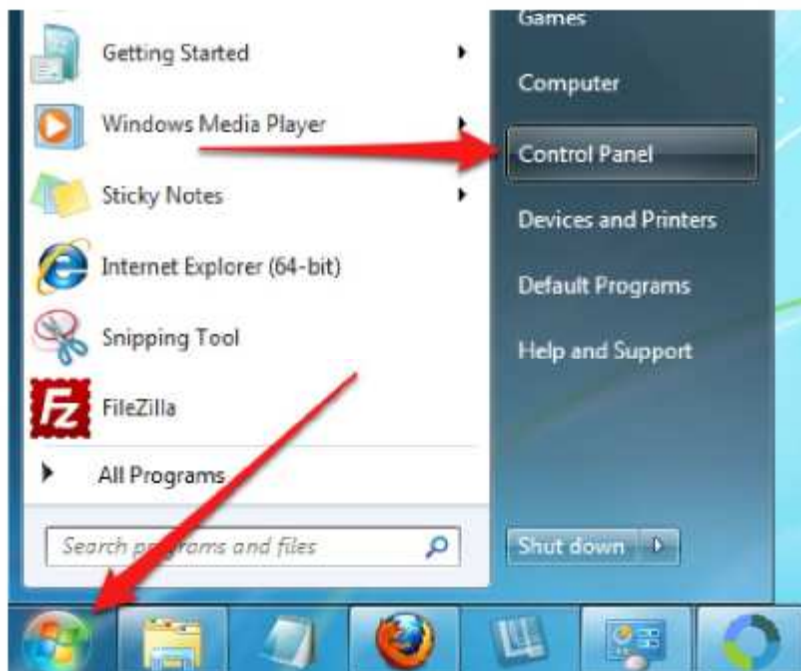 Getting Started
Windows Media Player
Sticky Notes
Internet Explorer (64-bit)
Snipping Tool
FileZilla
All Programs
Search programs and files
Games
Computer
Control Panel
Devices and Printers
Default Programs
Help and Support
Shut down